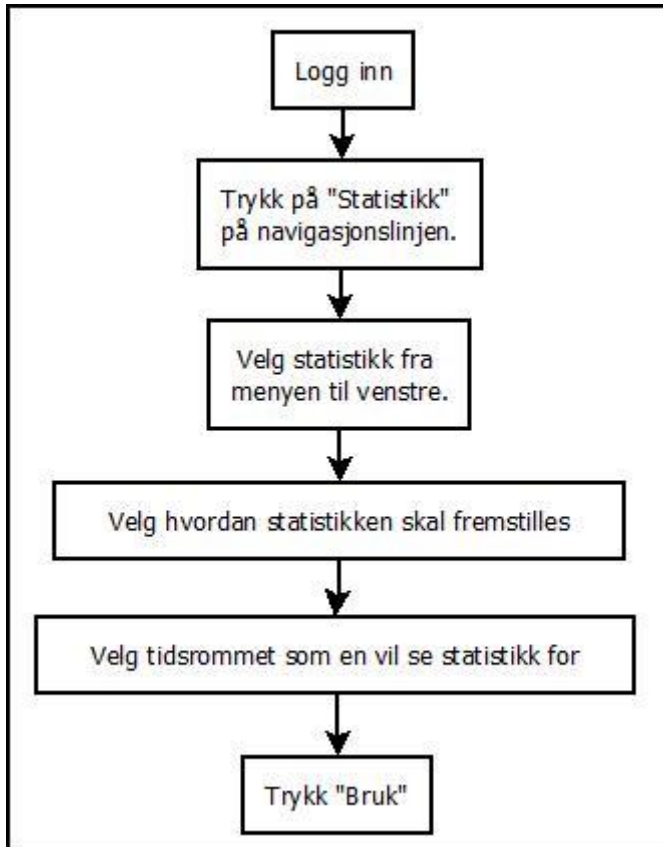 Logg inn
Trykk på "Statistikk"
på navigasjonslinjen.
Velg statistikk fra
menyen til venstre.
Velg hvordan statistikken skal fremstilles
Velg tidsrommet som en vil se statistikk for
Trykk "Bruk"